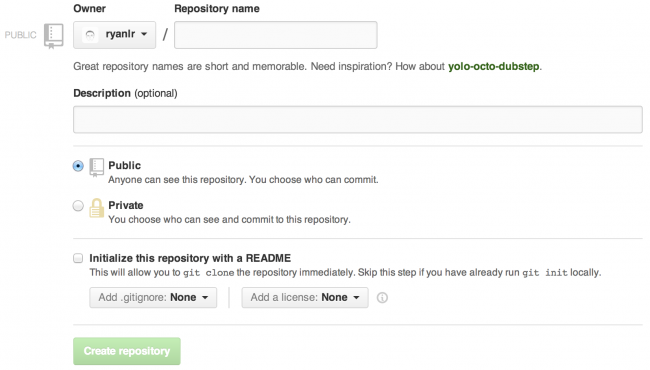 Owner Repository name
PUBLIC ryanlr /
Great repository names are short and memorable. Need inspiration? How about yolo-octo-dubstep.
Description (optional)
Public
Anyone can see this repository. You choose who can commit.
Private
You choose who can see and commit to this repository.
Initialize this repository with a README
This will allow you to git clone the repository immediately. Skip this step if you have already run git init locally.
Add .gitignore: None Add a license: None
Create repository